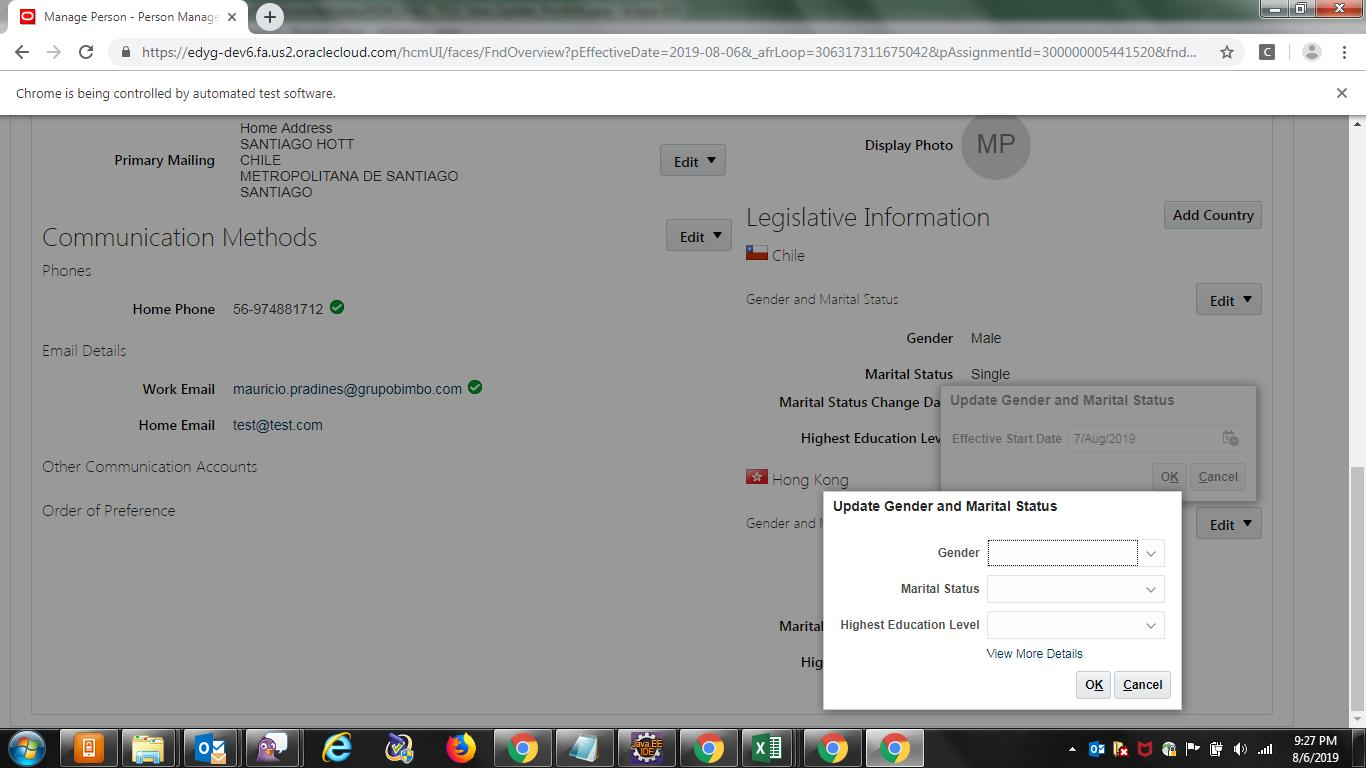 Manage Person - Person Manage
https://edyg-dev6.fa.us2.oraclecloud.com/hcmUI/faces/FndOverview?pEffectiveDate=2019-08-06&_afrLoop=306317311675042&pAssignmentId=300000005441520&fnd...
C
Chrome is being controlled by automated test software.
Home Address
SANTIAGO HOTT
Primary Mailing
CHILE
METROPOLITANA DE SANTIAGO
SANTIAGO
Edit
Display Photo
MP
Communication Methods
Edit
Phones
Home Phone 56-974881712
Email Details
Work Email mauricio.pradines@grupobimbo.com
Home Email test@test.com
Other Communication Accounts
Order of Preference
Legislative Information
Add Country
Chile
Gender and Marital Status
Edit
Gender Male
Marital Status Single
Marital Status Change Da
Highest Education Lev
Update Gender and Marital Status
Effective Start Date 7/Aug/2019
OK Cancel
Hong Kong
Gender and
Edit
Marital
Hig
Update Gender and Marital Status
Gender
Marital Status
Highest Education Level
View More Details
OK Cancel
Java EE
IDE
9:27 PM
8/6/2019